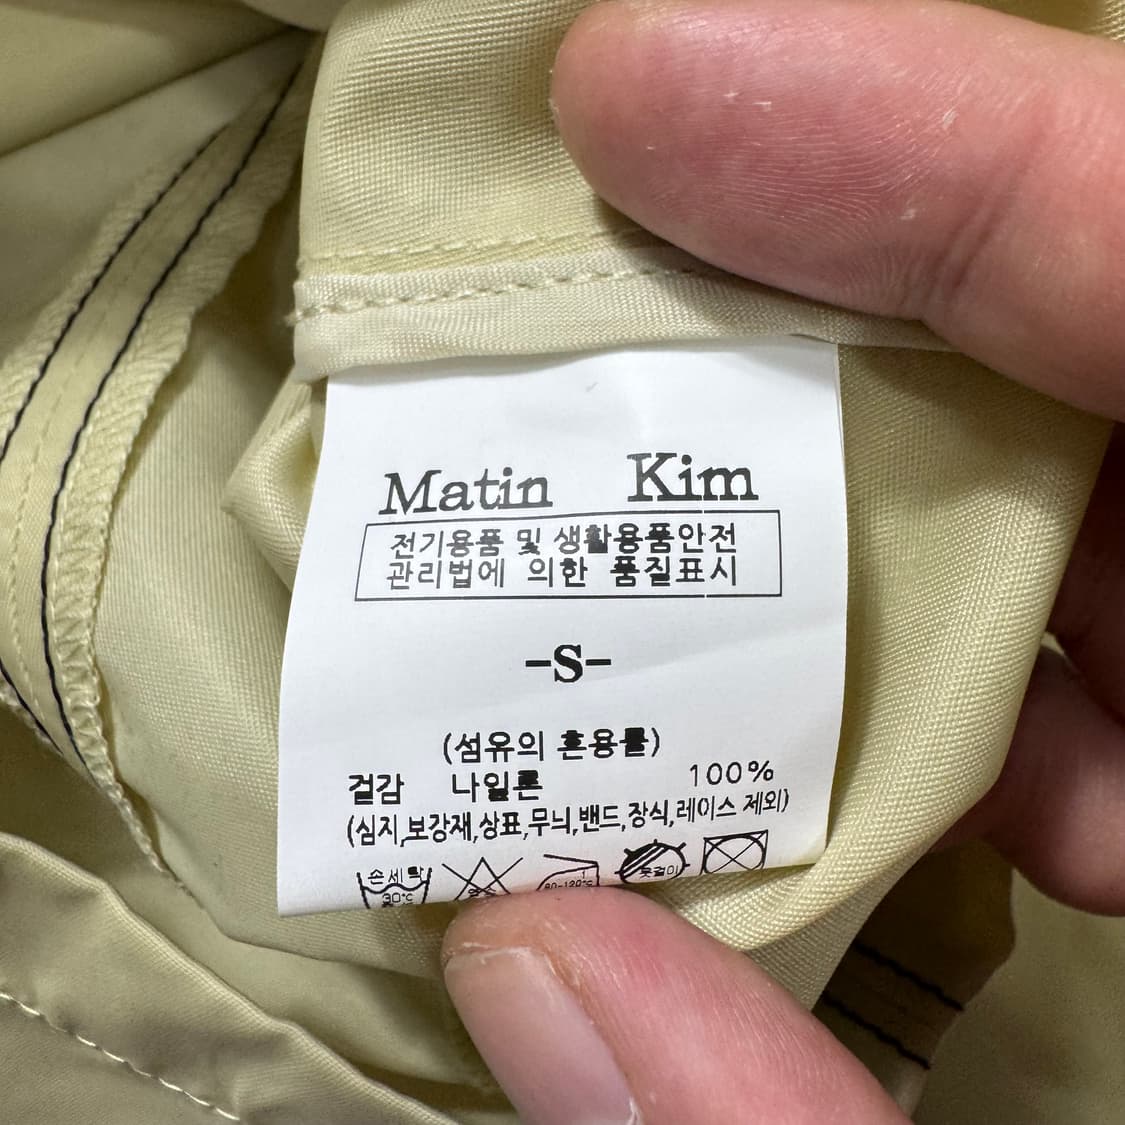 Matin Kim
전기용품 및 생활용품안전
관리법에 의한 품질표시
-S-
(섬유의 혼용률)
겉감 나일론 100%
(심지,보강재,상표,무늬,밴드,장식,레이스 제외)
손세탁 80-120℃ 옷걸이
30℃